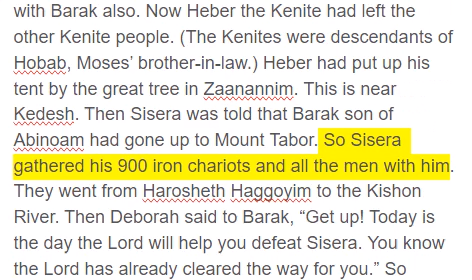 with Barak also. Now Heber the Kenite had left the
other Kenite people. (The Kenites were descendants of
Hobab, Moses’ brother-in-law.) Heber had put up his
tent by the great tree in Zaanannim. This is near
Kedesh. Then Sisera was told that Barak son of
Abinoam had gone up to Mount Tabor. So Sisera
gathered his 900 iron chariots and all the men with him.
They went from Harosheth Haggoyim to the Kishon
River. Then Deborah said to Barak, “Get up! Today is
the day the Lord will help you defeat Sisera. You know
the Lord has already cleared the way for you.” So